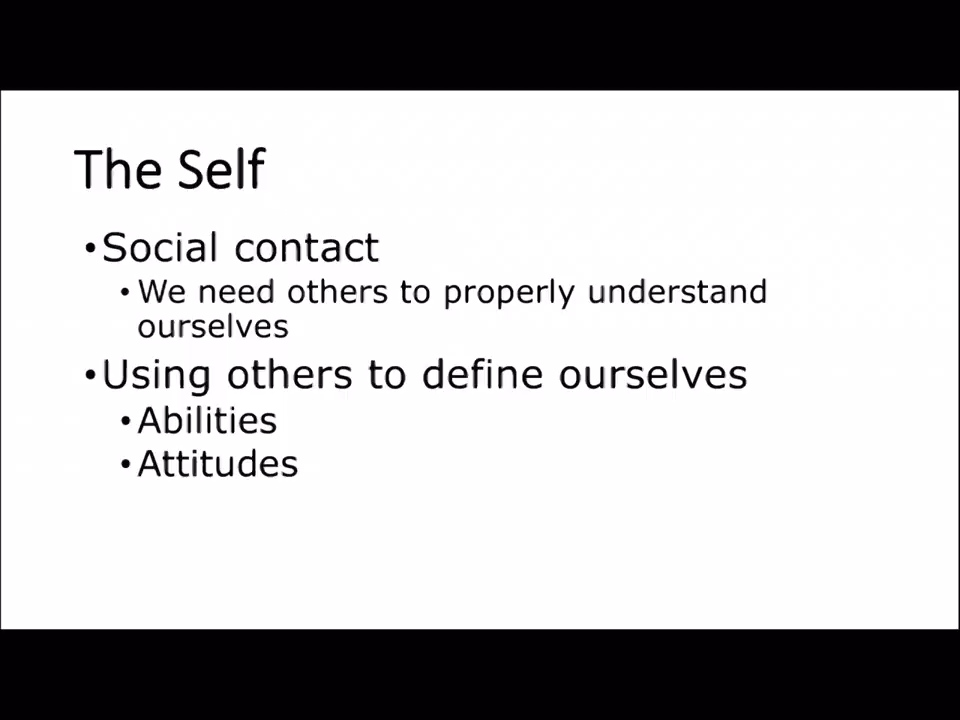 The Self
•Social contact
•We need others to properly understand
ourselves
•Using others to define ourselves
•Abilities
•Attitudes